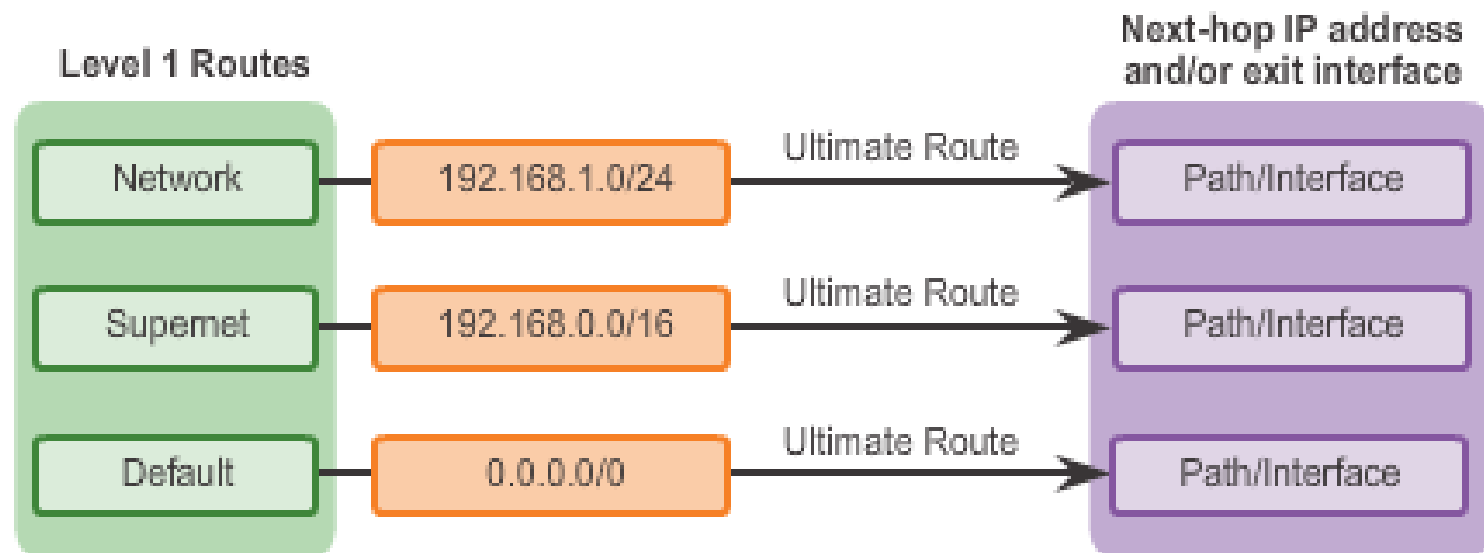 Level 1 Routes
Next-hop IP address
and/or exit interface
Network
192.168.1.0/24
Ultimate Route
Path/Interface
Supernet
192.168.0.0/16
Ultimate Route
Path/Interface
Default
0.0.0.0/0
Ultimate Route
Path/Interface